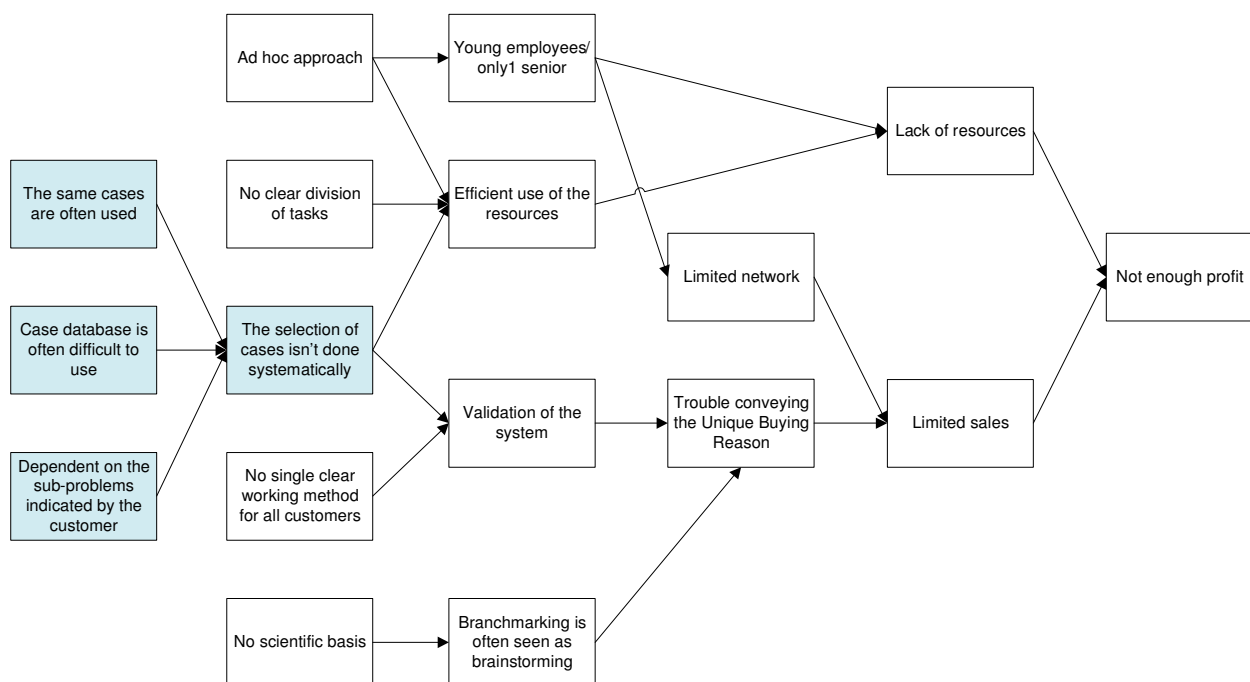 Ad hoc approach
Young employees/
only1 senior
Lack of resources
The same cases
are often used
No clear division
of tasks
Efficient use of the
resources
Limited network
Not enough profit
Case database is
often difficult to
use
The selection of
cases isn't done
systematically
Validation of the
system
Trouble conveying
the Unique Buying
Reason
Limited sales
Dependent on the
sub-problems
indicated by the
customer
No single clear
working method
for all customers
No scientific basis
Branchmarking is
often seen as
brainstorming